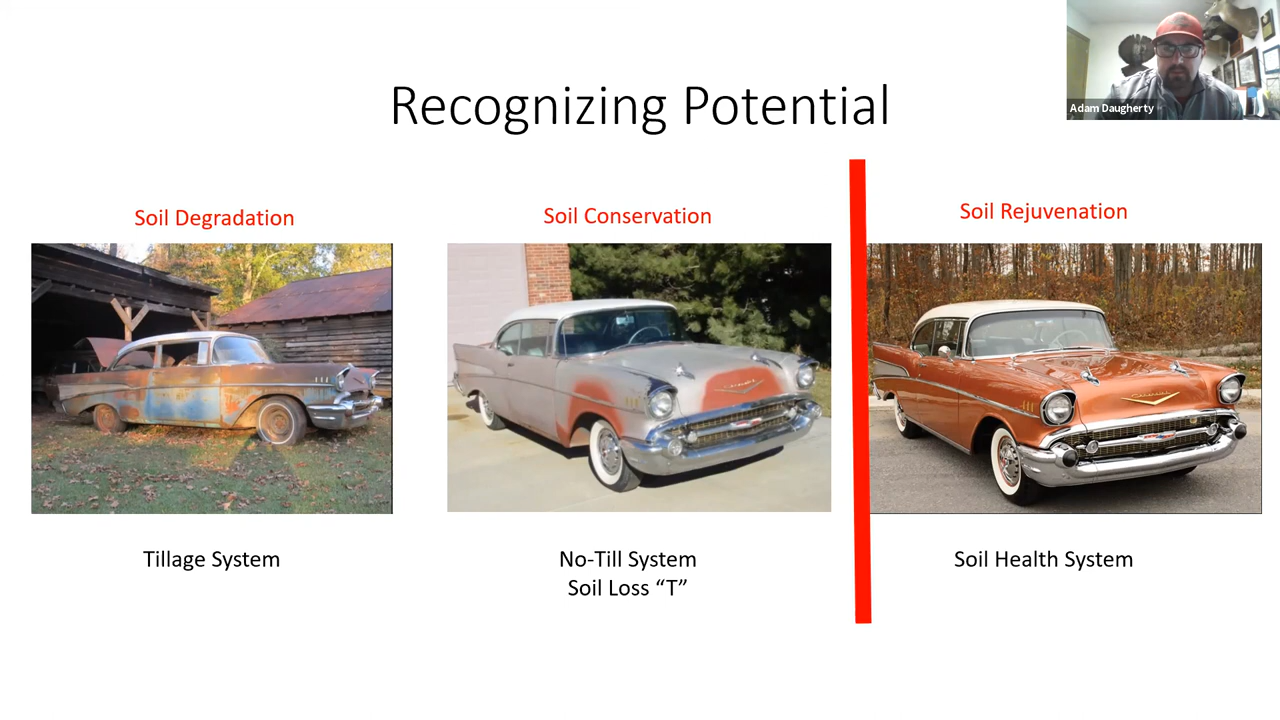 Recognizing Potential
Adam Daugherty
Soil Degradation
Soil Conservation
Soil Rejuvenation
Tillage System
No-Till System
Soil Loss “T”
Soil Health System